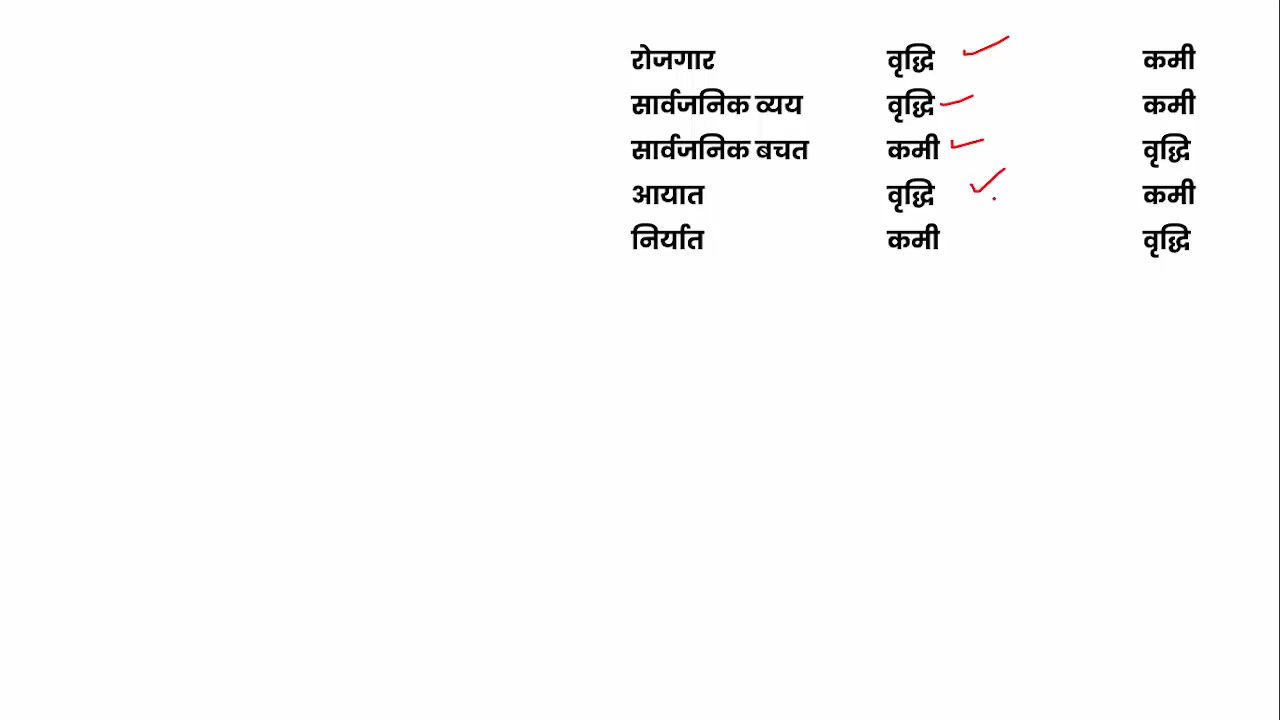 रोजगार वृद्धि कमी
सार्वजनिक व्यय वृद्धि कमी
सार्वजनिक बचत कमी वृद्धि
आयात वृद्धि कमी
निर्यात कमी वृद्धि